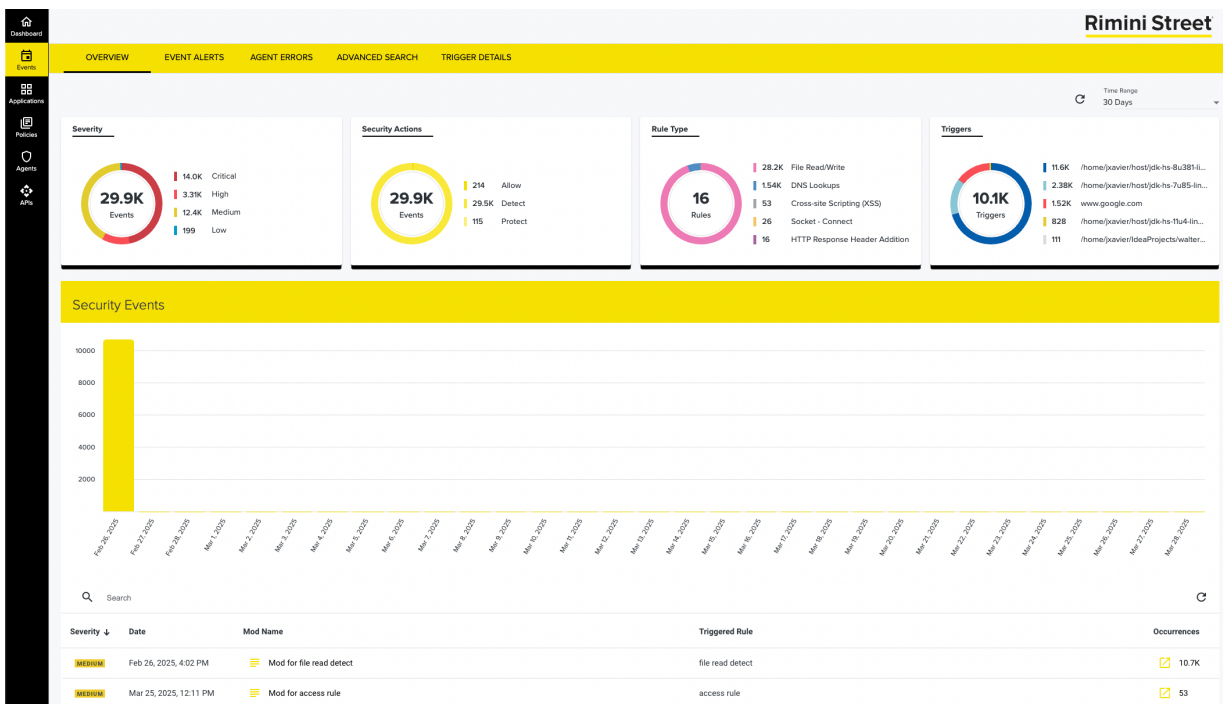 Rimini Street
Dashboard
Events
Applications
Policies
Agents
APIs
OVERVIEW EVENT ALERTS AGENT ERRORS ADVANCED SEARCH TRIGGER DETAILS
Time Range
30 Days
Severity
29.9K
Events
14.0K Critical
3.31K High
12.4K Medium
199 Low
Security Actions
29.9K
Events
214 Allow
29.5K Detect
115 Protect
Rule Type
16
Rules
28.2K File Read/Write
1.54K DNS Lookups
53 Cross-site Scripting (XSS)
26 Socket - Connect
16 HTTP Response Header Addition
Triggers
10.1K
Triggers
11.6K /home/jxavier/host/jdk-hs-8u381-li...
2.38K /home/jxavier/host/jdk-hs-7u85-lin...
1.52K www.google.com
828 /home/jxavier/host/jdk-hs-11u4-lin...
111 /home/jxavier/IdeaProjects/walter...
Security Events
10000
8000
6000
4000
2000
Feb 26, 2025 Feb 27, 2025 Feb 28, 2025 Mar 1, 2025 Mar 2, 2025 Mar 3, 2025 Mar 4, 2025 Mar 5, 2025 Mar 6, 2025 Mar 7, 2025 Mar 8, 2025 Mar 9, 2025 Mar 10, 2025 Mar 11, 2025 Mar 12, 2025 Mar 13, 2025 Mar 14, 2025 Mar 15, 2025 Mar 16, 2025 Mar 17, 2025 Mar 18, 2025 Mar 19, 2025 Mar 20, 2025 Mar 21, 2025 Mar 22, 2025 Mar 23, 2025 Mar 24, 2025 Mar 25, 2025 Mar 26, 2025 Mar 27, 2025 Mar 28, 2025
Search
Severity Date Mod Name Triggered Rule Occurrences
MEDIUM Feb 26, 2025, 4:02 PM Mod for file read detect file read detect 10.7K
MEDIUM Mar 25, 2025, 12:11 PM Mod for access rule access rule 53